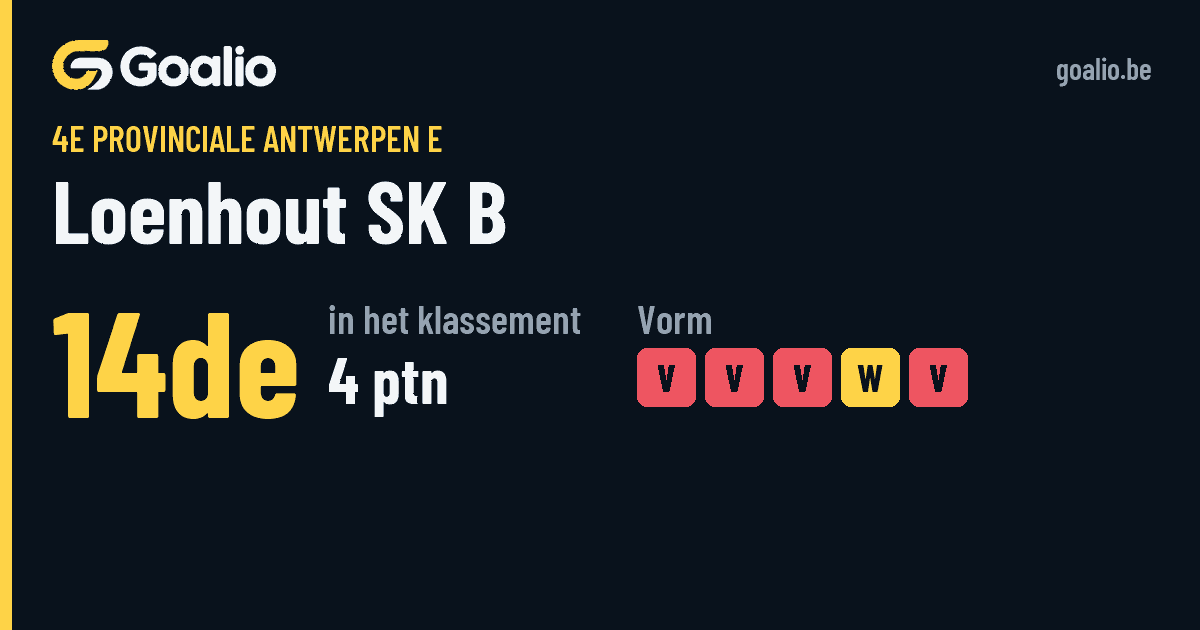 Goalio
goalio.be
4E PROVINCIALE ANTWERPEN E
Loenhout SK B
14de
in het klassement
4 ptn
Vorm
V V V W V